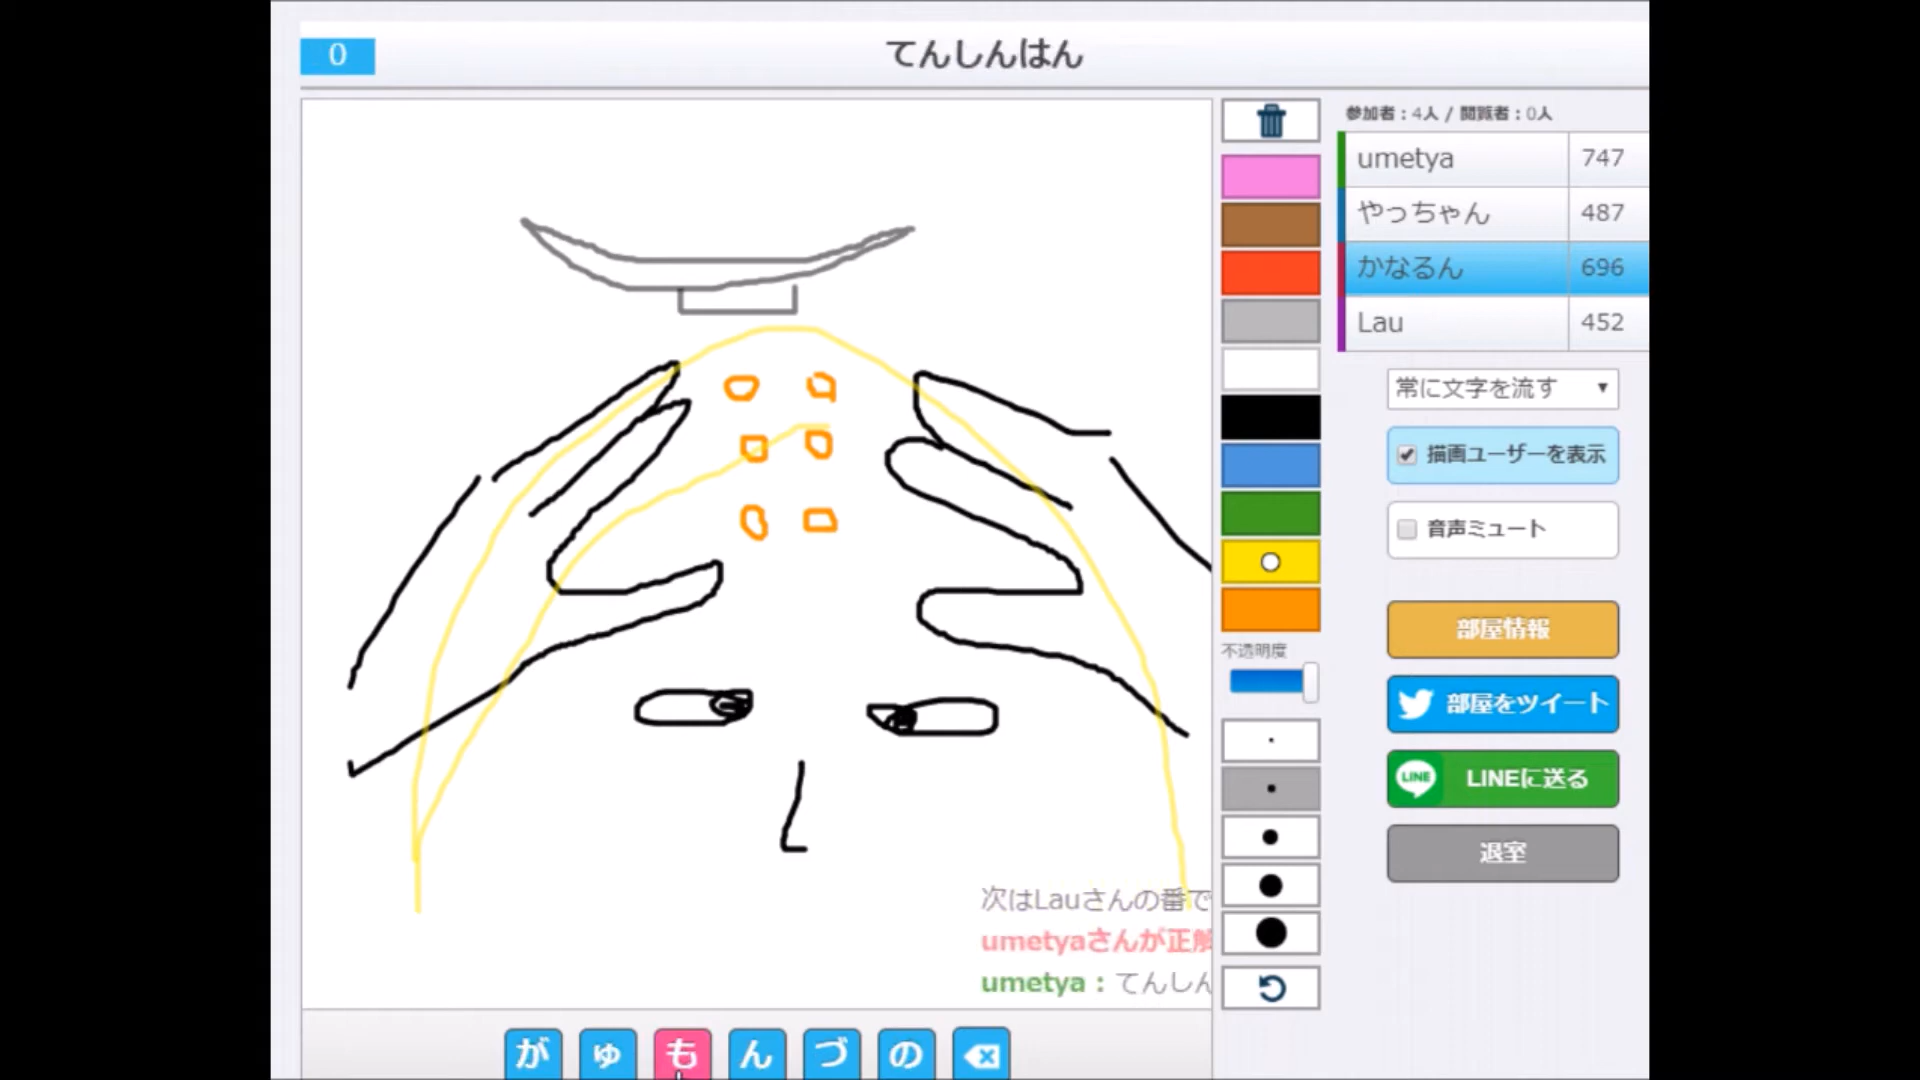 0
てんしんはん
参加者：4人 / 閲覧者：0人
umetya 747
やっちゃん 487
かなるん 696
Lau 452
常に文字を流す
描画ユーザーを表示
音声ミュート
不透明度
部屋情報
部屋をツイート
LINE LINEに送る
退室
次はLauさんの番で
umetyaさんが正解
umetya：てんしん
が ゅ も ん づ の